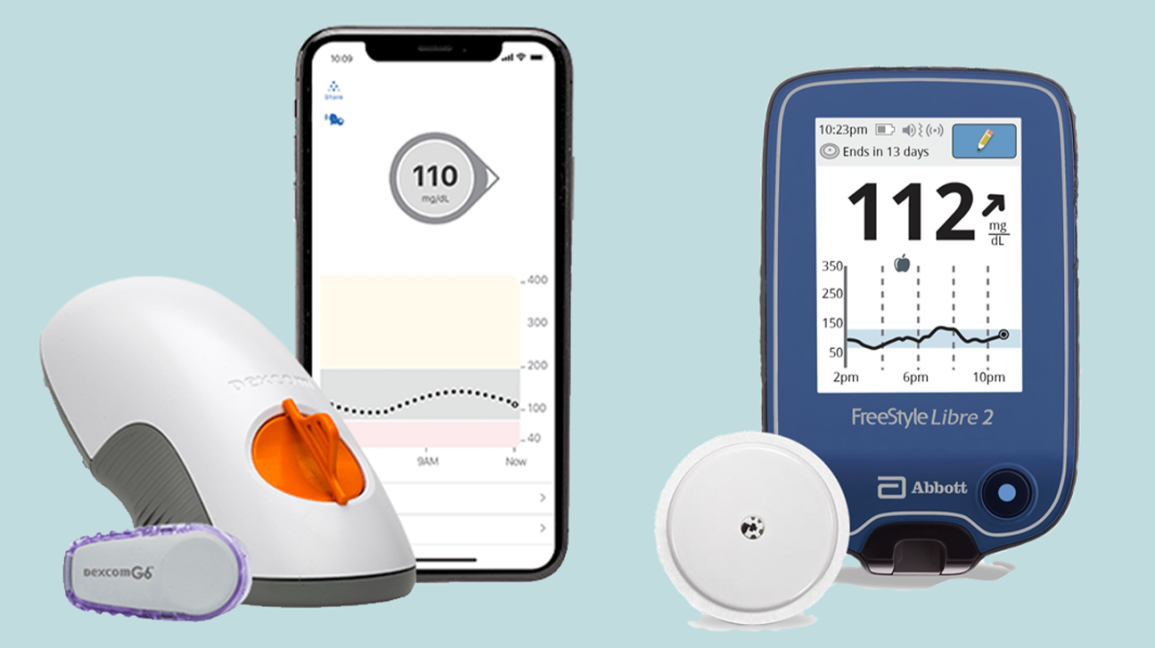 10:09
Share
110
mg/dL
400
300
200
100
40
9AM
Now
DEXCOM
DEXCOM G6
10:23pm
Ends in 13 days
112
mg
dL
350
250
150
50
2pm 6pm 10pm
FreeStyle Libre 2
Abbott